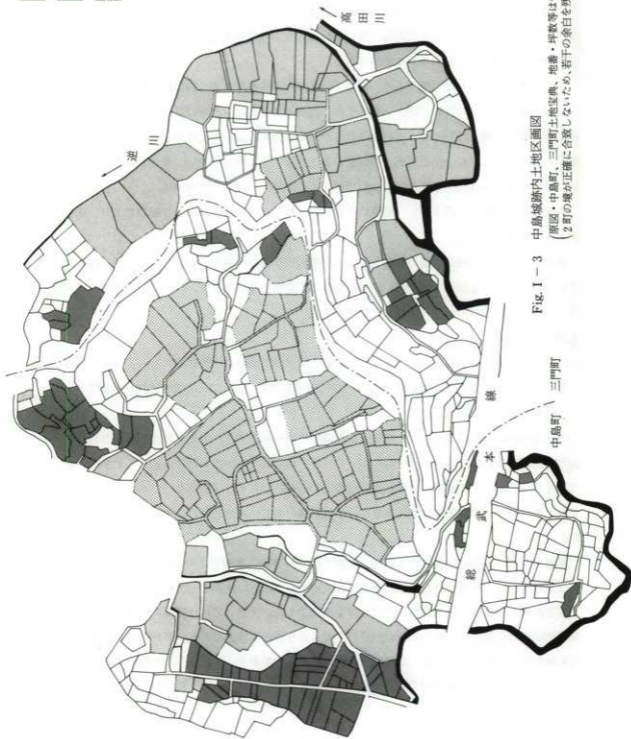 高田川
逆川
Fig. I-3 中島城跡内土地区画図
(原図・中島町、三門町土地宝典、地番・坪数等は
2町の境が正確に合致しないため、若干の余白を
総武本線
中島町 三門町